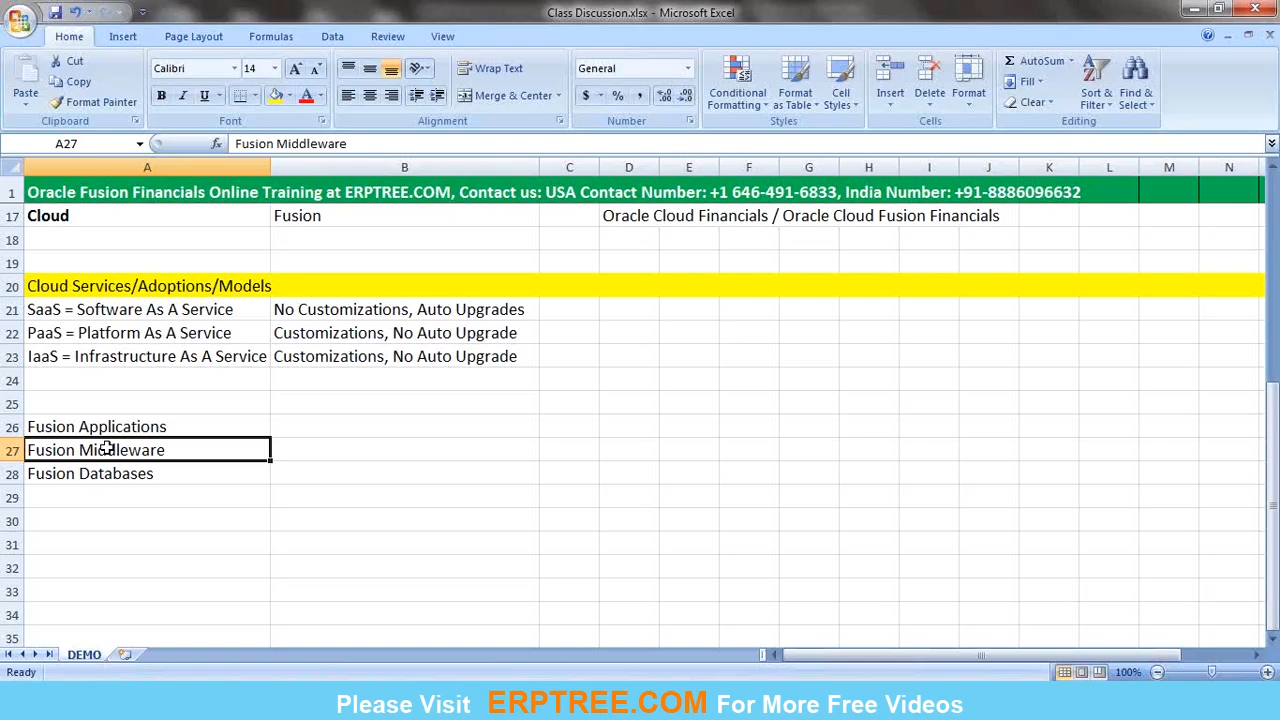 Class Discussion.xlsx - Microsoft Excel
Home Insert Page Layout Formulas Data Review View
Cut
Copy
Format Painter
Paste
Clipboard
Calibri 14
B I U
Font
Wrap Text
Merge & Center
Alignment
General
$ % ,
Number
Conditional Formatting
Format as Table
Cell Styles
Styles
Insert Delete Format
Cells
AutoSum
Fill
Clear
Sort & Filter
Find & Select
Editing
A27 fx Fusion Middleware
A B C D E F G H I J K L M N
1 Oracle Fusion Financials Online Training at ERPTREE.COM, Contact us: USA Contact Number: +1 646-491-6833, India Number: +91-8886096632
17 Cloud Fusion Oracle Cloud Financials / Oracle Cloud Fusion Financials
18
19
20 Cloud Services/Adoptions/Models
21 SaaS = Software As A Service No Customizations, Auto Upgrades
22 PaaS = Platform As A Service Customizations, No Auto Upgrade
23 IaaS = Infrastructure As A Service Customizations, No Auto Upgrade
24
25
26 Fusion Applications
27 Fusion Middleware
28 Fusion Databases
29
30
31
32
33
34
35
DEMO
Ready 100%
Please Visit ERPTREE.COM For More Free Videos